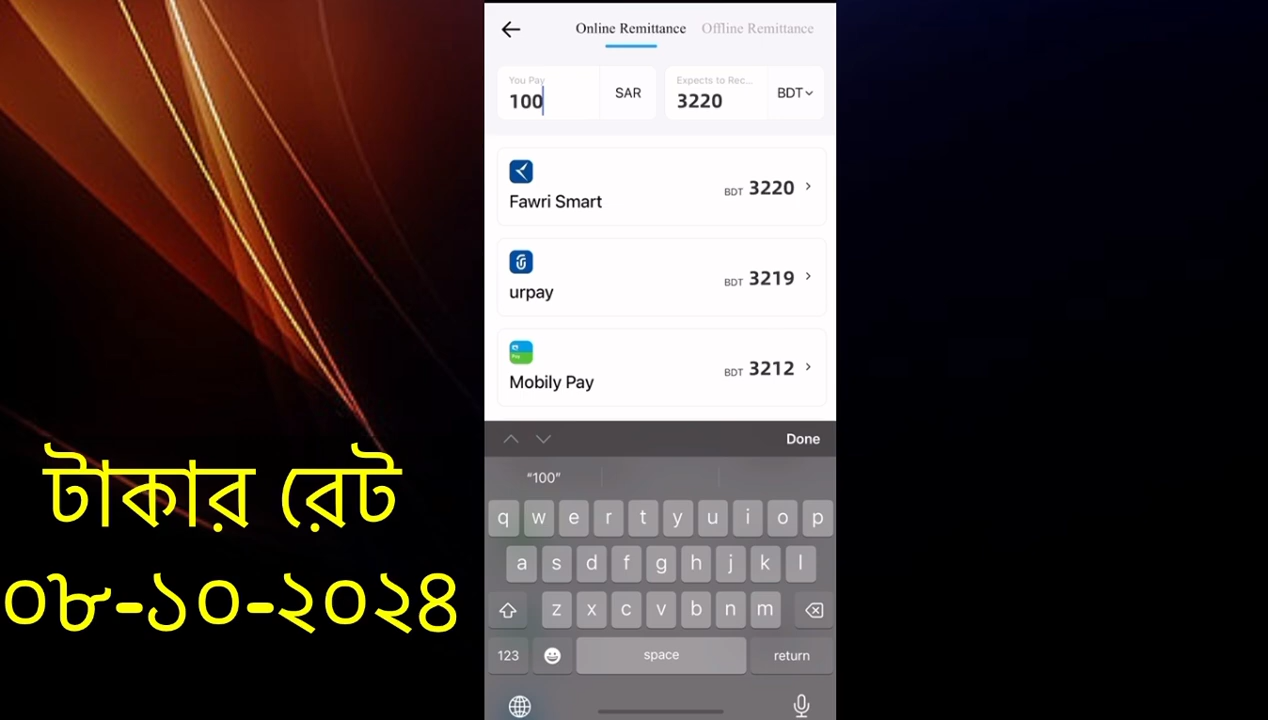 Online Remittance Offline Remittance
You Pay
100
SAR
Expects to Rec...
3220
BDT
Fawri Smart
BDT 3220
urpay
BDT 3219
Pay
Mobily Pay
BDT 3212
Done
“100”
q w e r t y u i o p
a s d f g h j k l
z x c v b n m
123 space return
টাকার রেট
০৮-১০-২০২৪